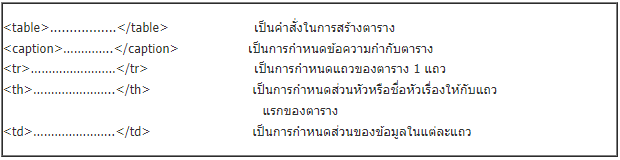 <table>.................</table> เป็นคำสั่งในการสร้างตาราง
<caption>..............</caption> เป็นการกำหนดข้อความกำกับตาราง
<tr>........................</tr> เป็นการกำหนดแถวของตาราง 1 แถว
<th>.......................</th> เป็นการกำหนดส่วนหัวหรือชื่อหัวเรื่องให้กับแถว
แรกของตาราง
<td>.......................</td> เป็นการกำหนดส่วนของข้อมูลในแต่ละแถว